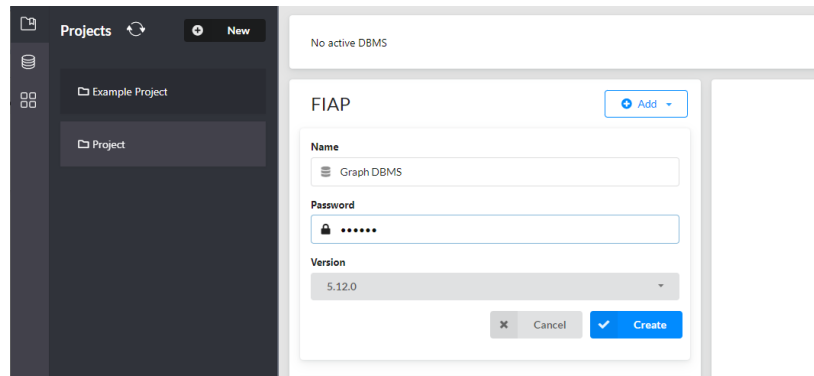 Projects
New
Example Project
Project
No active DBMS
FIAP
Add
Name
Graph DBMS
Password
••••••
Version
5.12.0
Cancel
Create